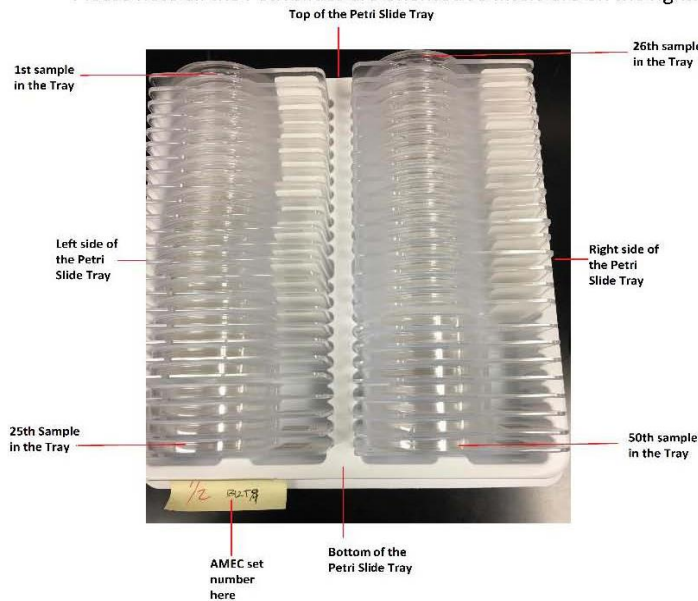 Top of the Petri Slide Tray
1st sample
in the Tray
26th sample
in the Tray
Left side of
the Petri
Slide Tray
Right side of
the Petri
Slide Tray
25th Sample
in the Tray
50th sample
in the Tray
1/2
AMEC set
number
here
Bottom of the
Petri Slide Tray